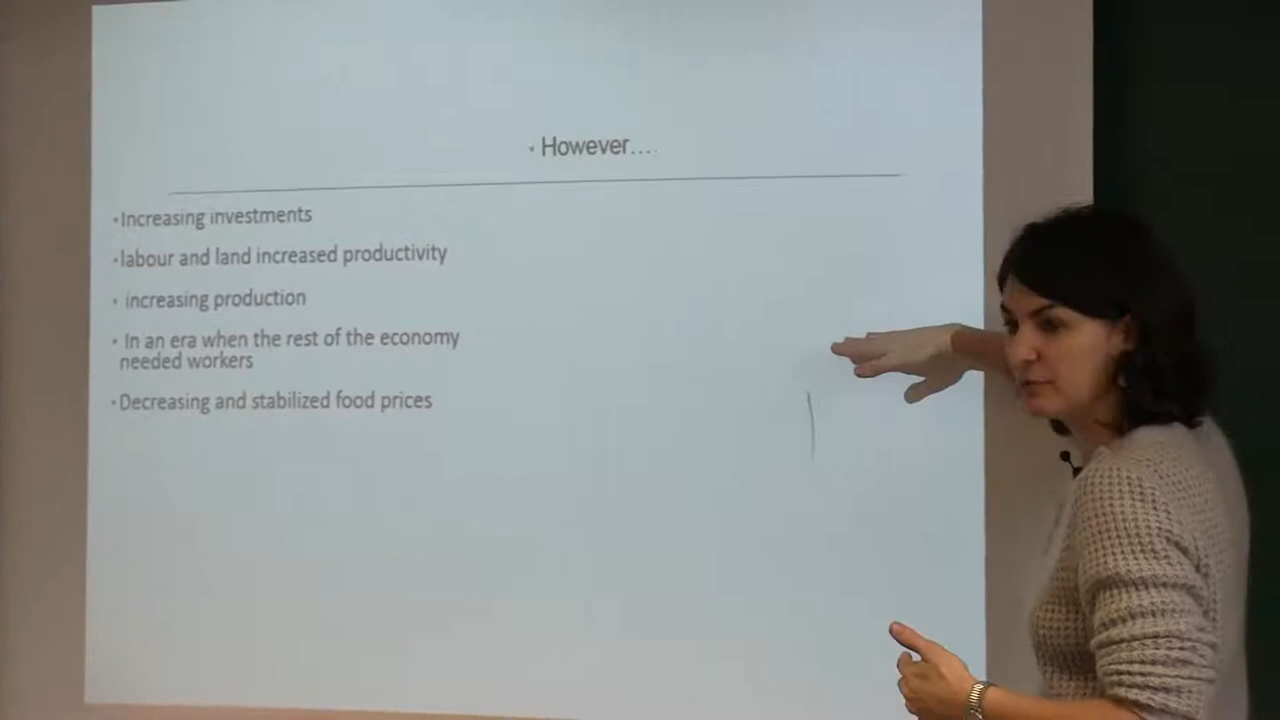 • However....
•Increasing investments
•labour and land increased productivity
• increasing production
• In an era when the rest of the economy
needed workers
•Decreasing and stabilized food prices